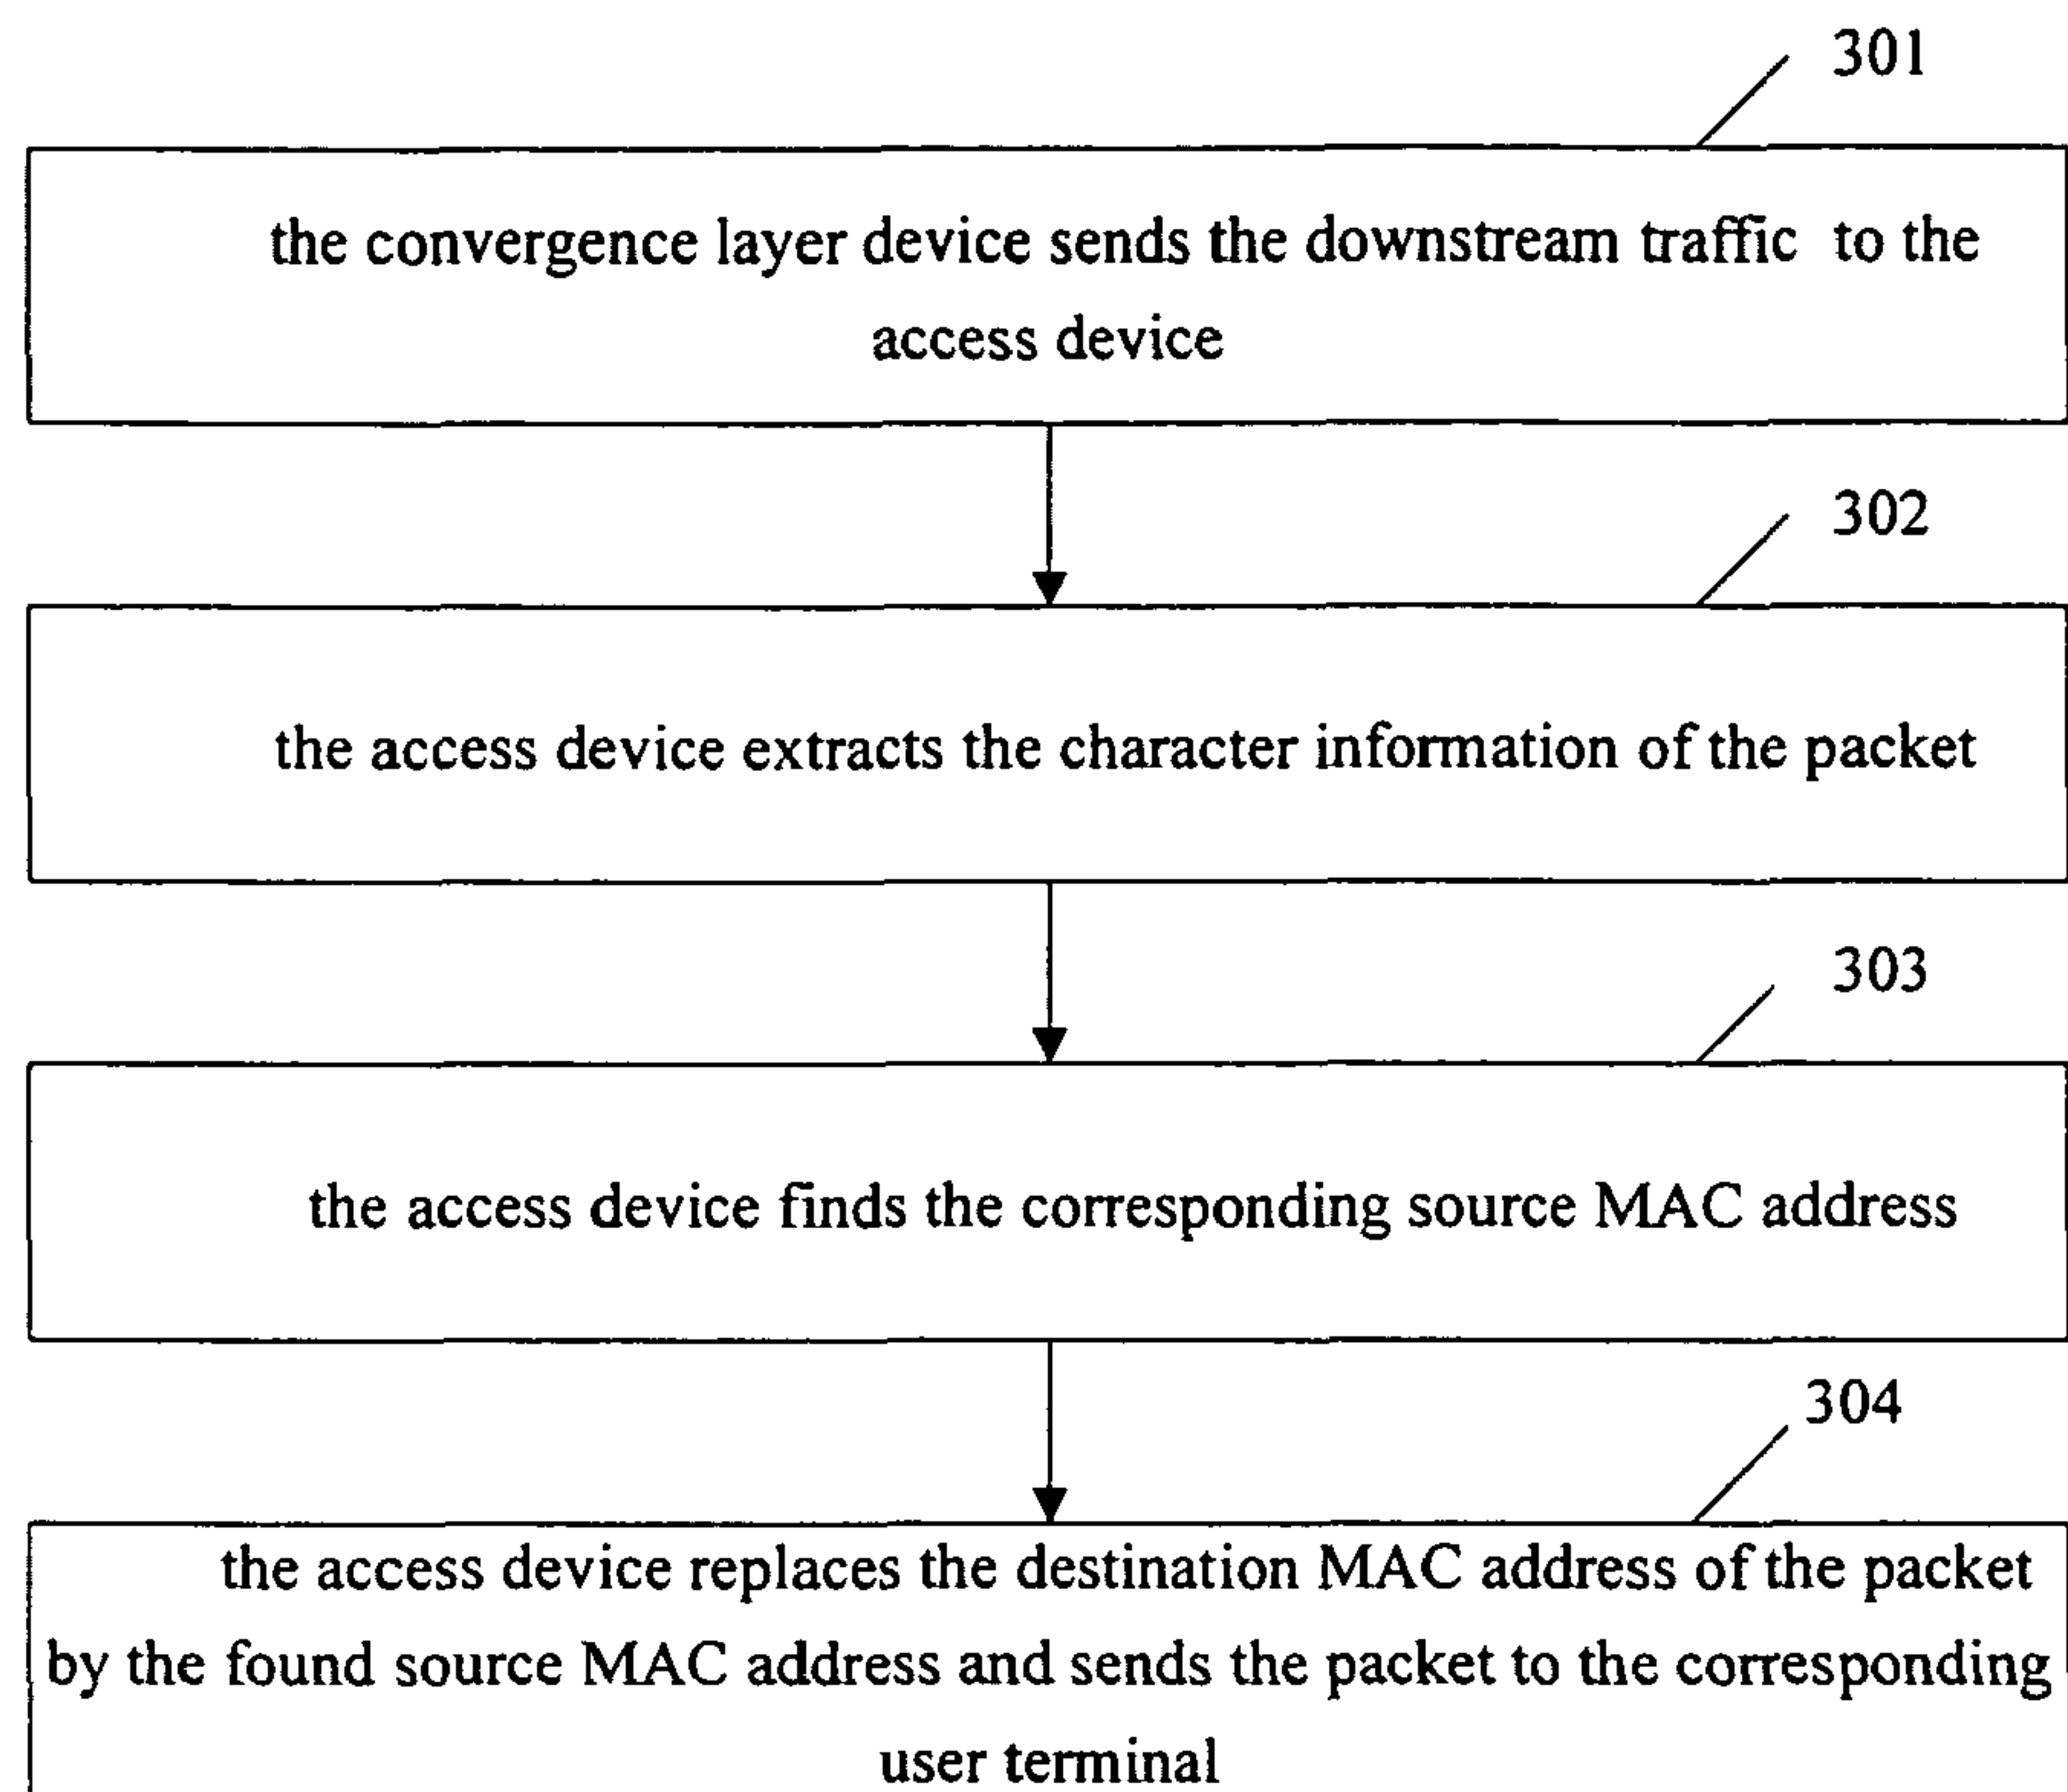 301
the convergence layer device sends the downstream traffic to the
access device
302
the access device extracts the character information of the packet
303
the access device finds the corresponding source MAC address
304
the access device replaces the destination MAC address of the packet
by the found source MAC address and sends the packet to the corresponding
user terminal